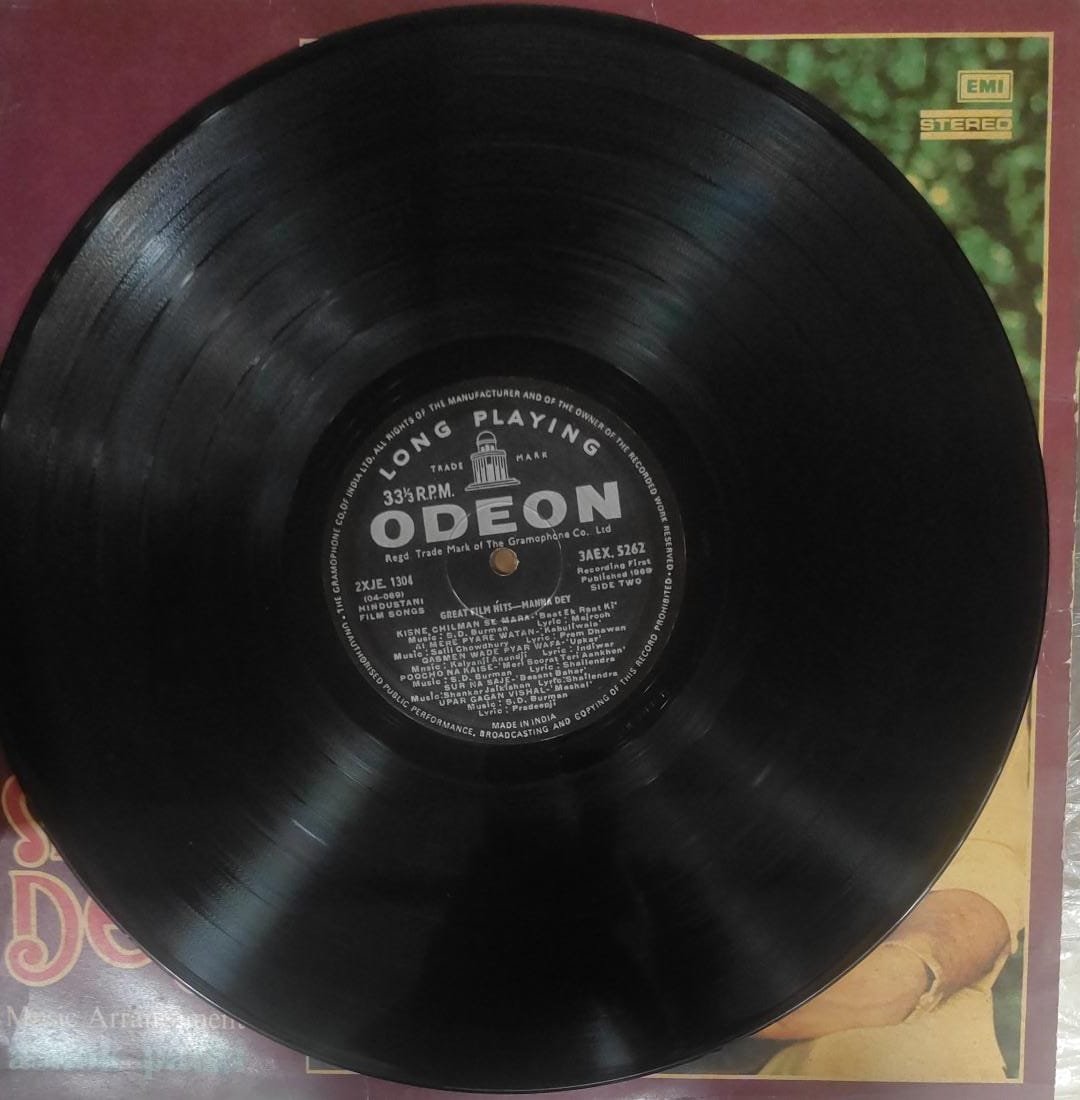 EMI
STEREO
THE GRAMOPHONE CO. OF INDIA LTD. ALL RIGHTS OF THE MANUFACTURER AND OF THE OWNER OF THE RECORDED WORK RESERVED • UNAUTHORISED PUBLIC PERFORMANCE, BROADCASTING AND COPYING OF THIS RECORD PROHIBITED •
LONG PLAYING
TRADE MARK
33⅓ R.P.M.
ODEON
Regd. Trade Mark of The Gramophone Co., Ltd
2XJE. 1304
(04-069)
HINDUSTANI
FILM SONGS
3AEX. 5262
Recording First
Published 1969
SIDE TWO
GREAT FILM HITS—MANNA DEY
KISNE CHILMAN SE MARA-'Baat Ek Raat Ki'
Music : S.D. Burman Lyric : Majrooh
AI MERE PYARE WATAN-'Kabuliwala'
Music : Salil Chowdhury Lyric : Prem Dhawan
QASMEN WADE PYAR WAFA-'Upkar'
Music : Kalyanji Anandji Lyric : Indiwar
POOCHO NA KAISE-'Meri Soorat Teri Aankhen'
Music : S.D. Burman Lyric : Shailendra
SUR NA SAJE-'Basant Bahar'
Music: Shanker Jaikishan Lyric: Shailendra
UPAR GAGAN VISHAL-'Mashal'
Music : S.D. Burman
Lyric : Pradeepji
MADE IN INDIA
Music Arrangement